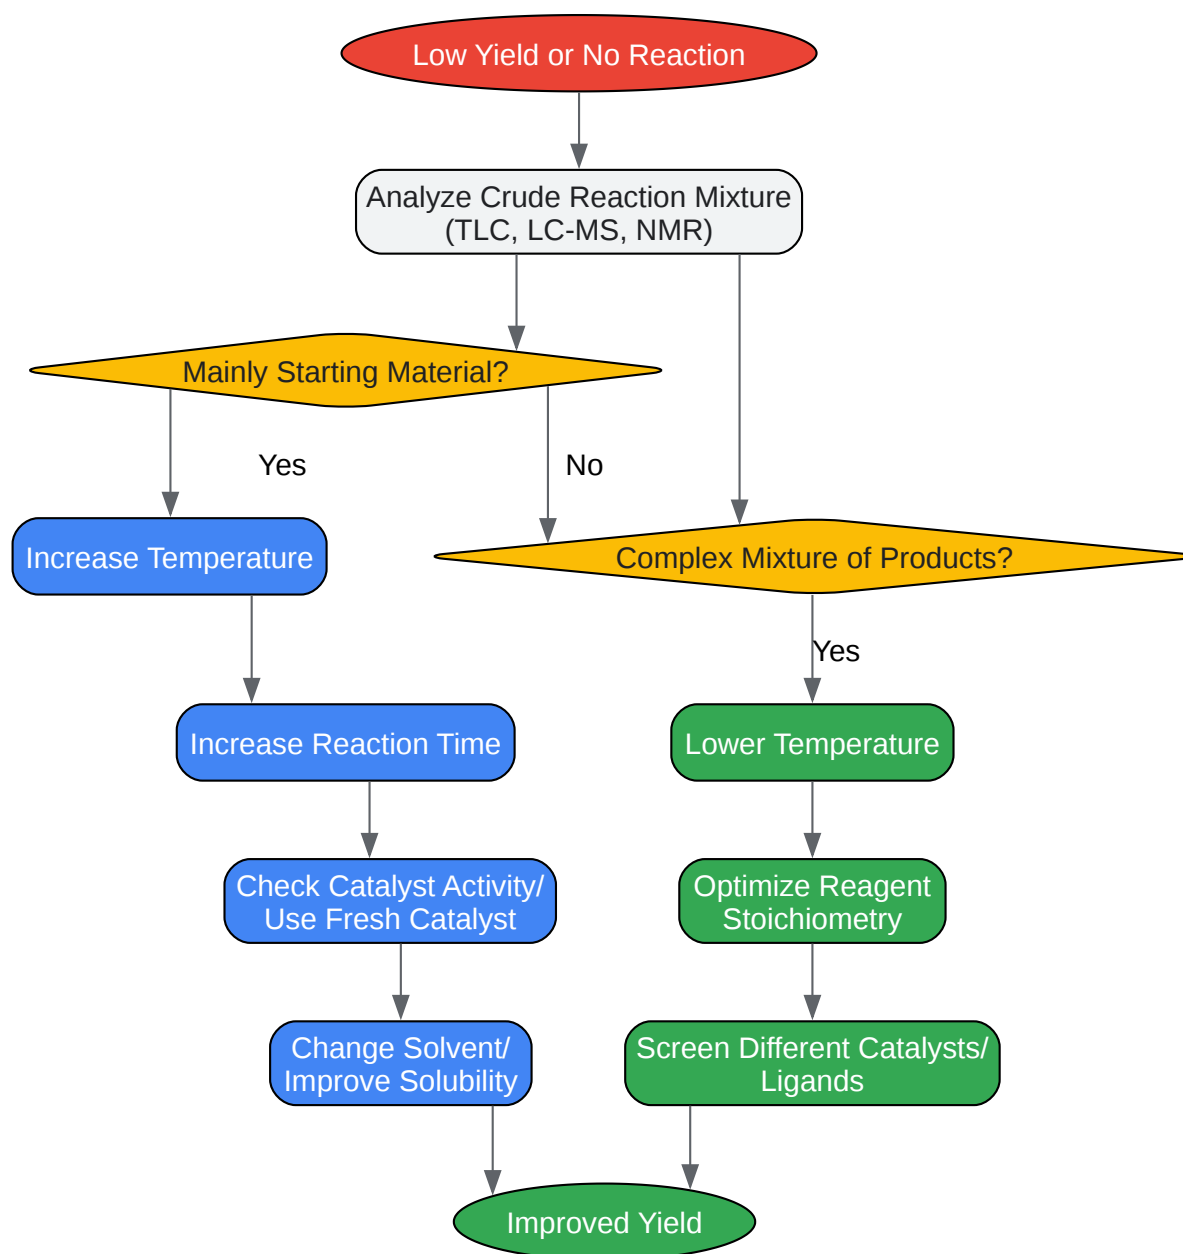 Low Yield or No Reaction
Analyze Crude Reaction Mixture
(TLC, LC-MS, NMR)
Mainly Starting Material?
Yes
No
Increase Temperature
Complex Mixture of Products?
Yes
Increase Reaction Time
Lower Temperature
Check Catalyst Activity/
Use Fresh Catalyst
Optimize Reagent
Stoichiometry
Change Solvent/
Improve Solubility
Screen Different Catalysts/
Ligands
Improved Yield